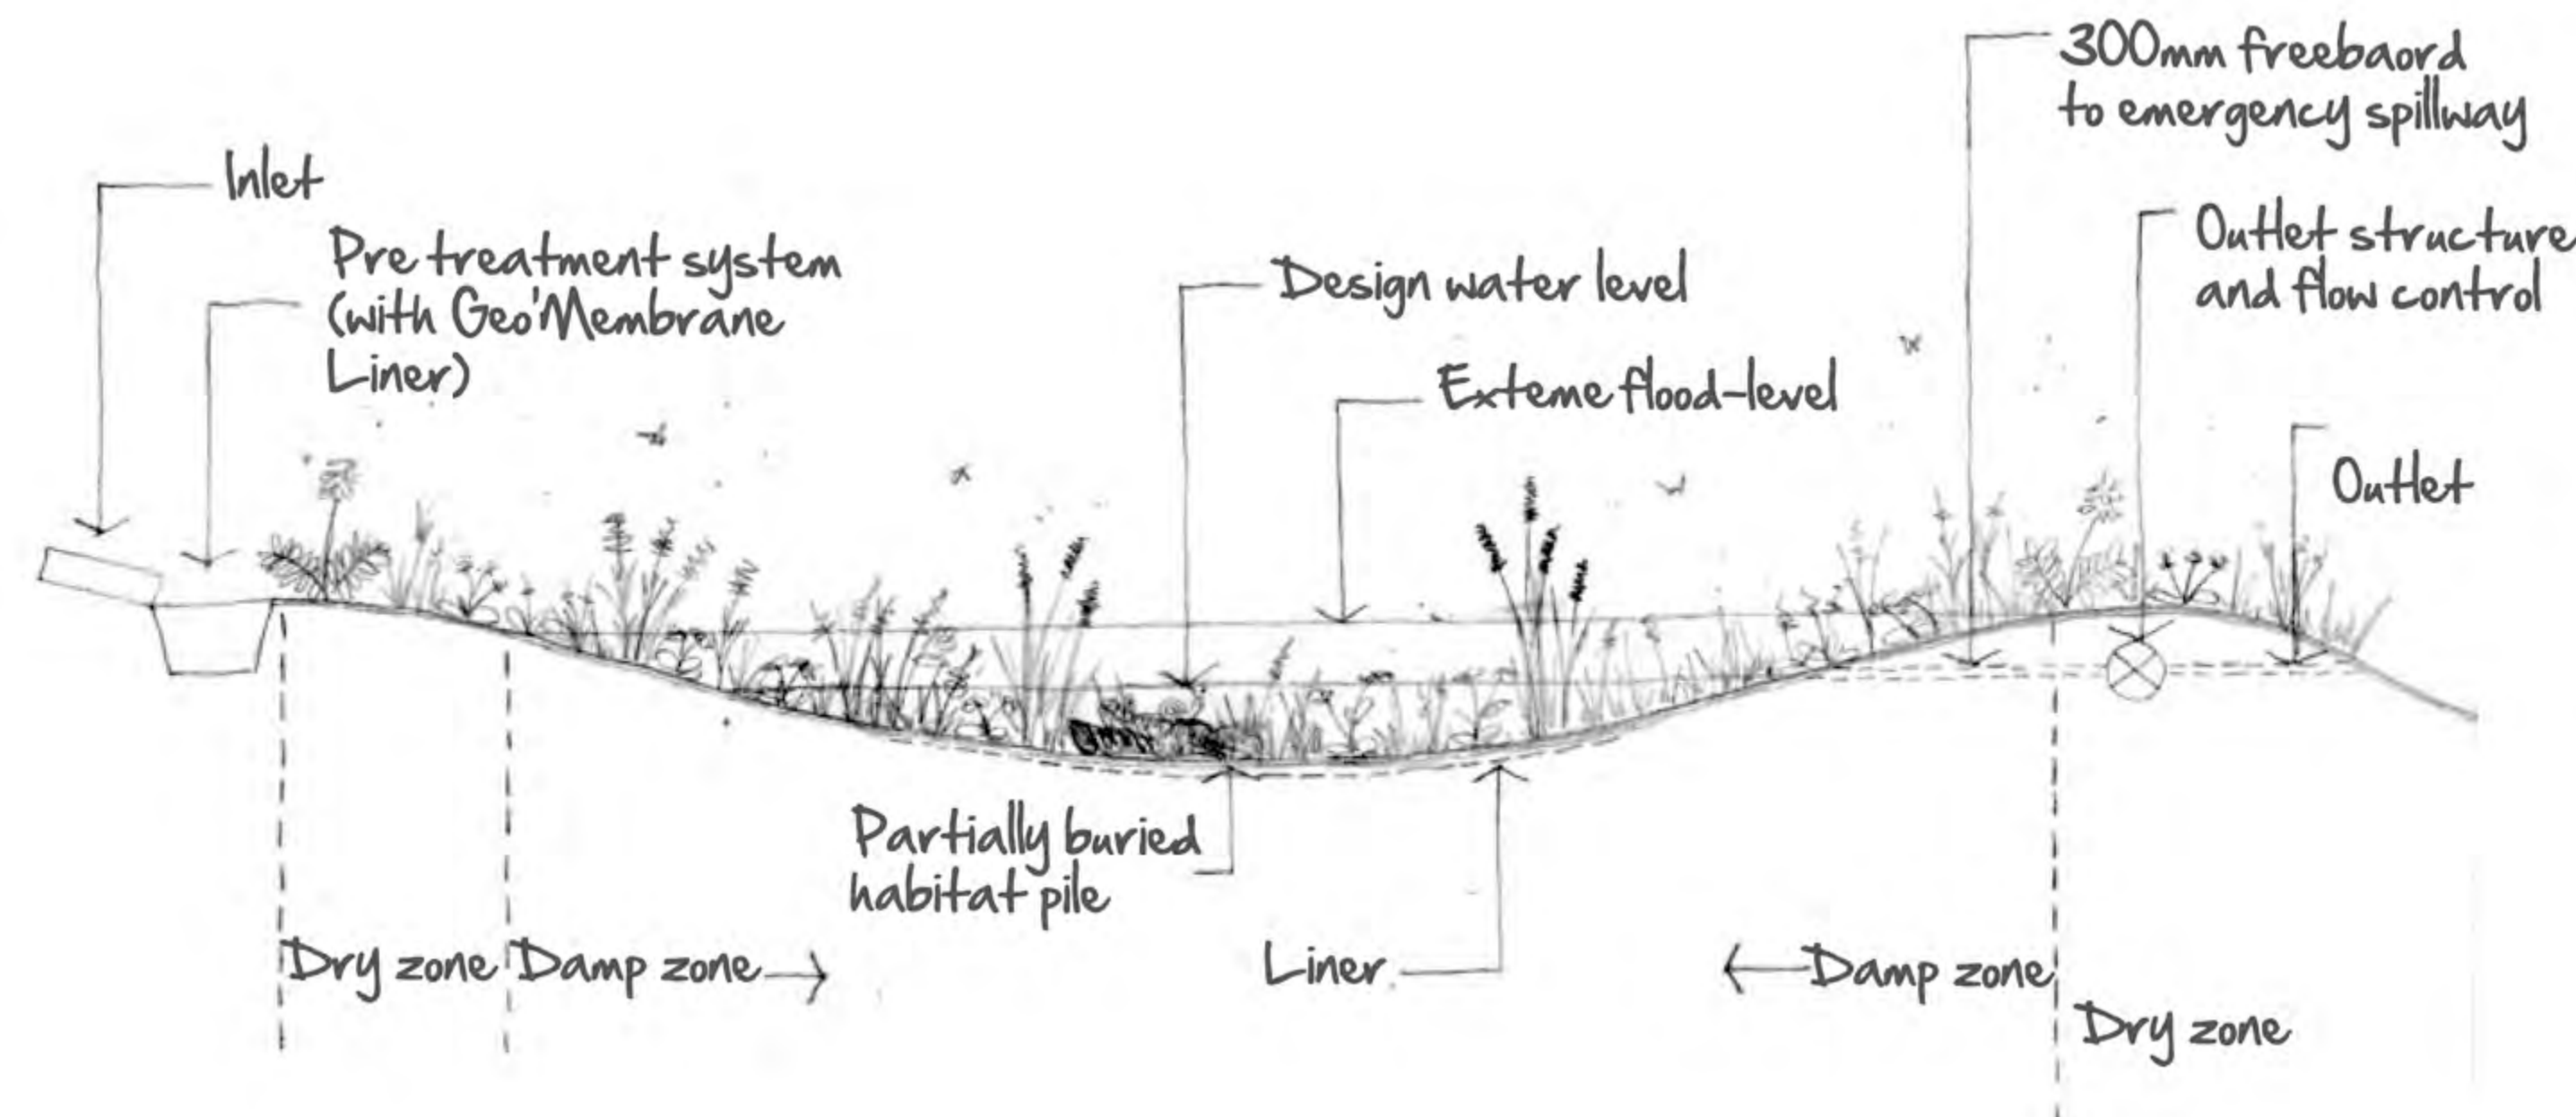 300mm freebaord
to emergency spillway
Inlet
Pre treatment system
(with Geo'Membrane
Liner)
Outlet structure
and flow control
Design water level
Exteme flood-level
Outlet
Partially buried
habitat pile
Liner
Dry zone
Damp zone
Damp zone
Dry zone